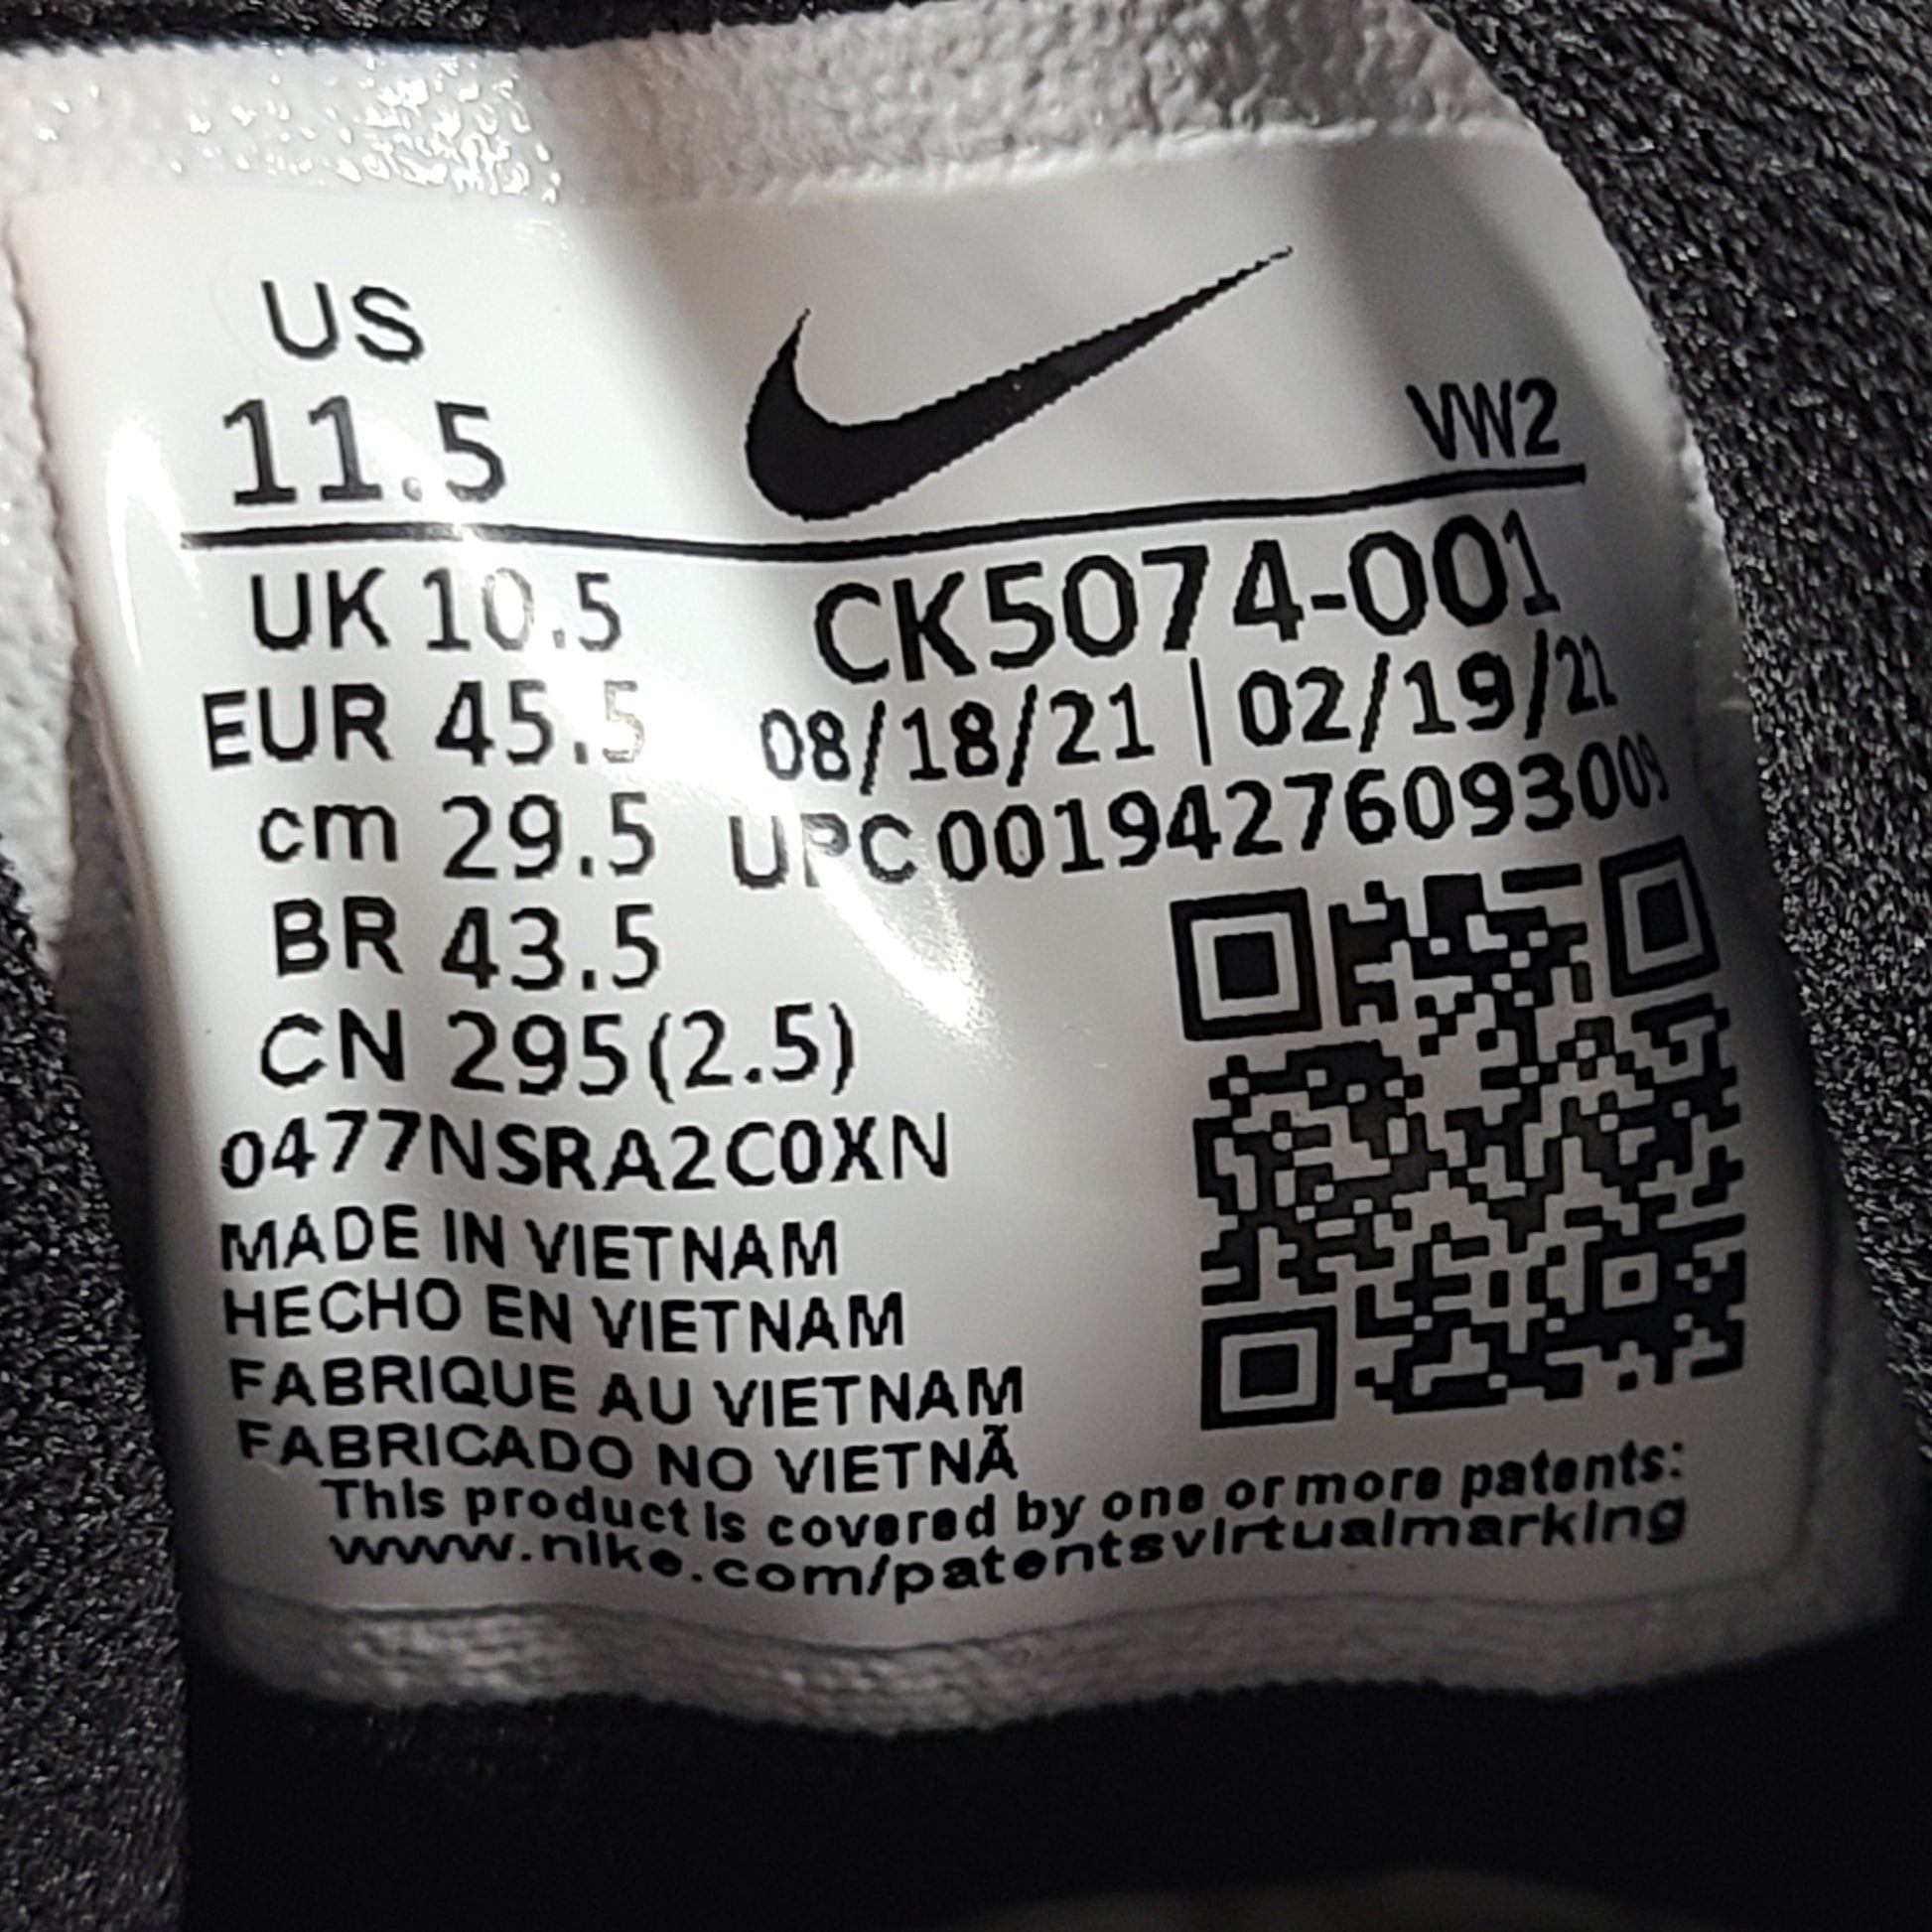 US
11.5
VW2
UK 10.5
CK5074-001
EUR 45.5
08/18/21 | 02/19/22
cm 29.5
UPC 00194276093009
BR 43.5
CN 295(2.5)
0477NSRA2C0XN
MADE IN VIETNAM
HECHO EN VIETNAM
FABRIQUE AU VIETNAM
FABRICADO NO VIETNÃ
This product is covered by one or more patents:
www.nike.com/patentsvirtualmarking